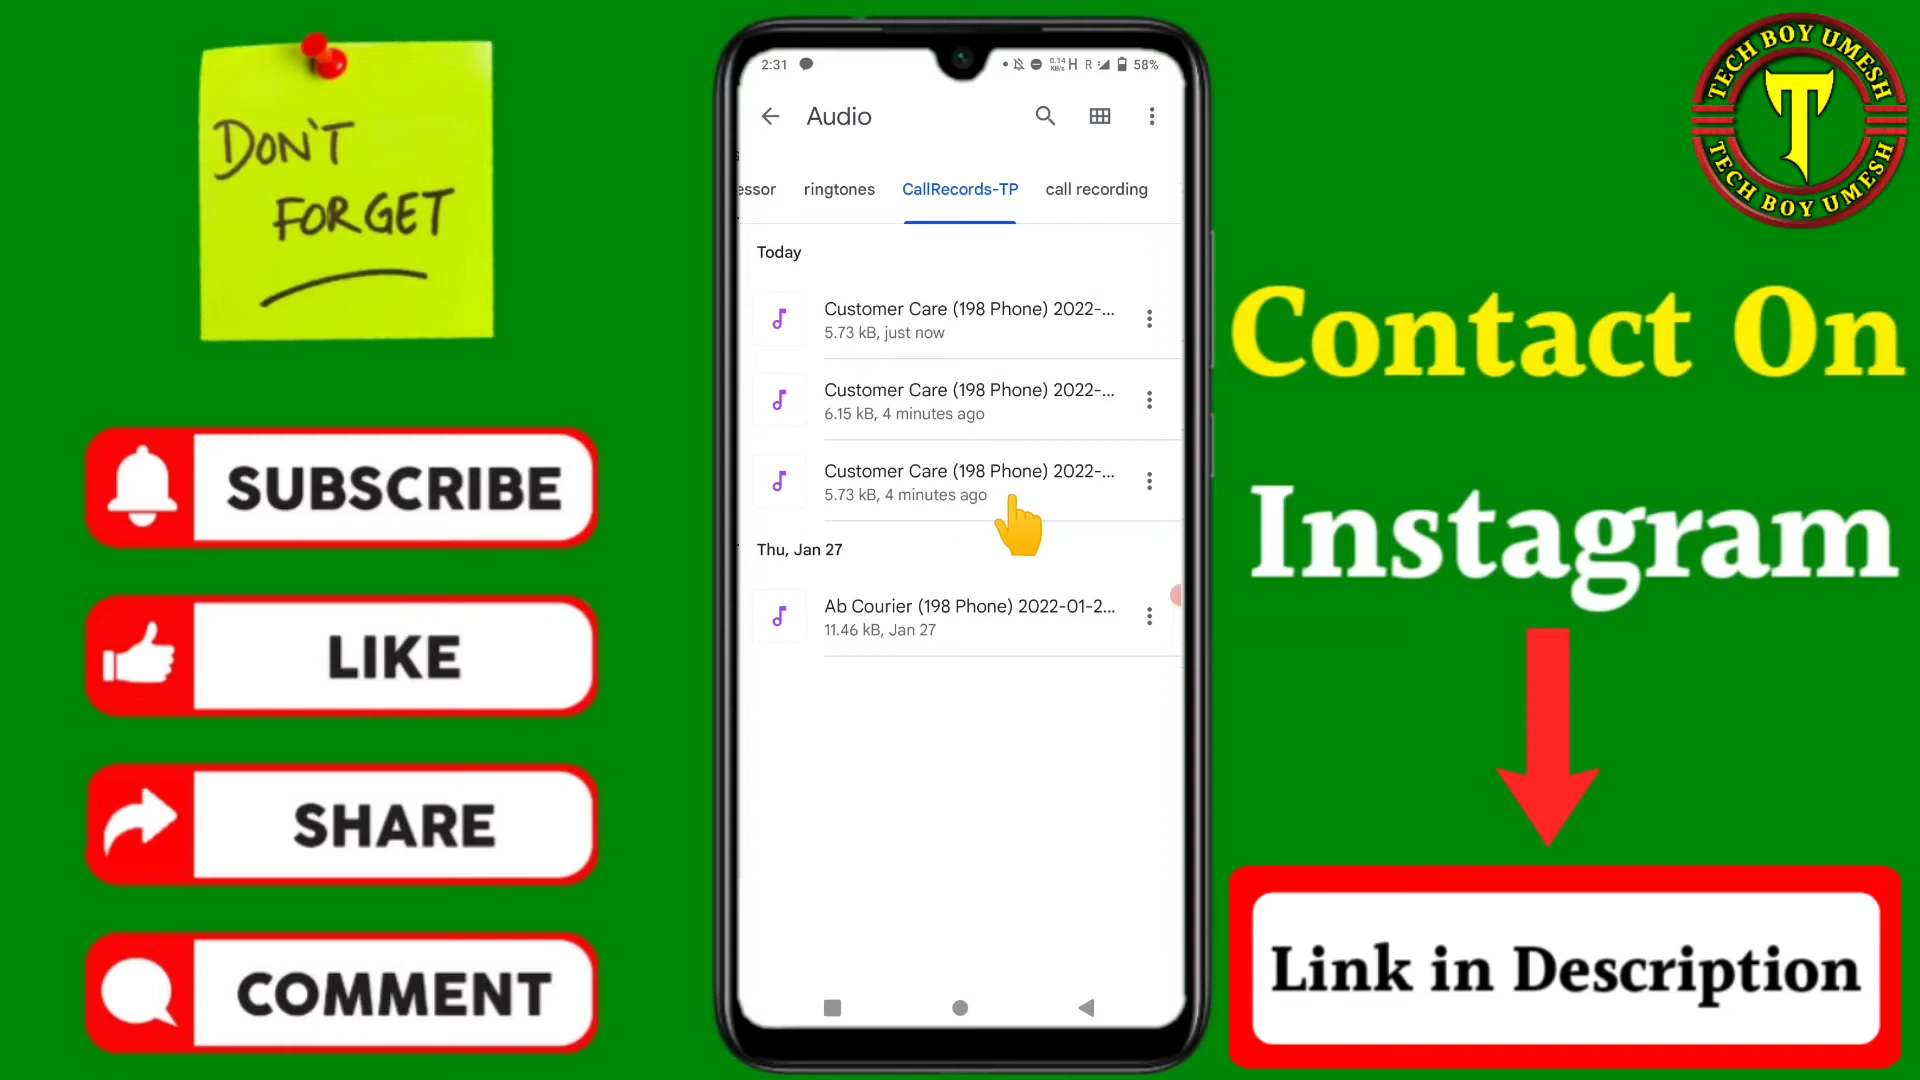 DON'T
FORGET
SUBSCRIBE
LIKE
SHARE
COMMENT
2:31
0.14
KB/s
H
R
58%
Audio
essor
ringtones
CallRecords-TP
call recording
Today
Customer Care (198 Phone) 2022-...
5.73 kB, just now
Customer Care (198 Phone) 2022-...
6.15 kB, 4 minutes ago
Customer Care (198 Phone) 2022-...
5.73 kB, 4 minutes ago
Thu, Jan 27
Ab Courier (198 Phone) 2022-01-2...
11.46 kB, Jan 27
TECH BOY UMESH
T
TECH BOY UMESH
Contact On
Instagram
Link in Description